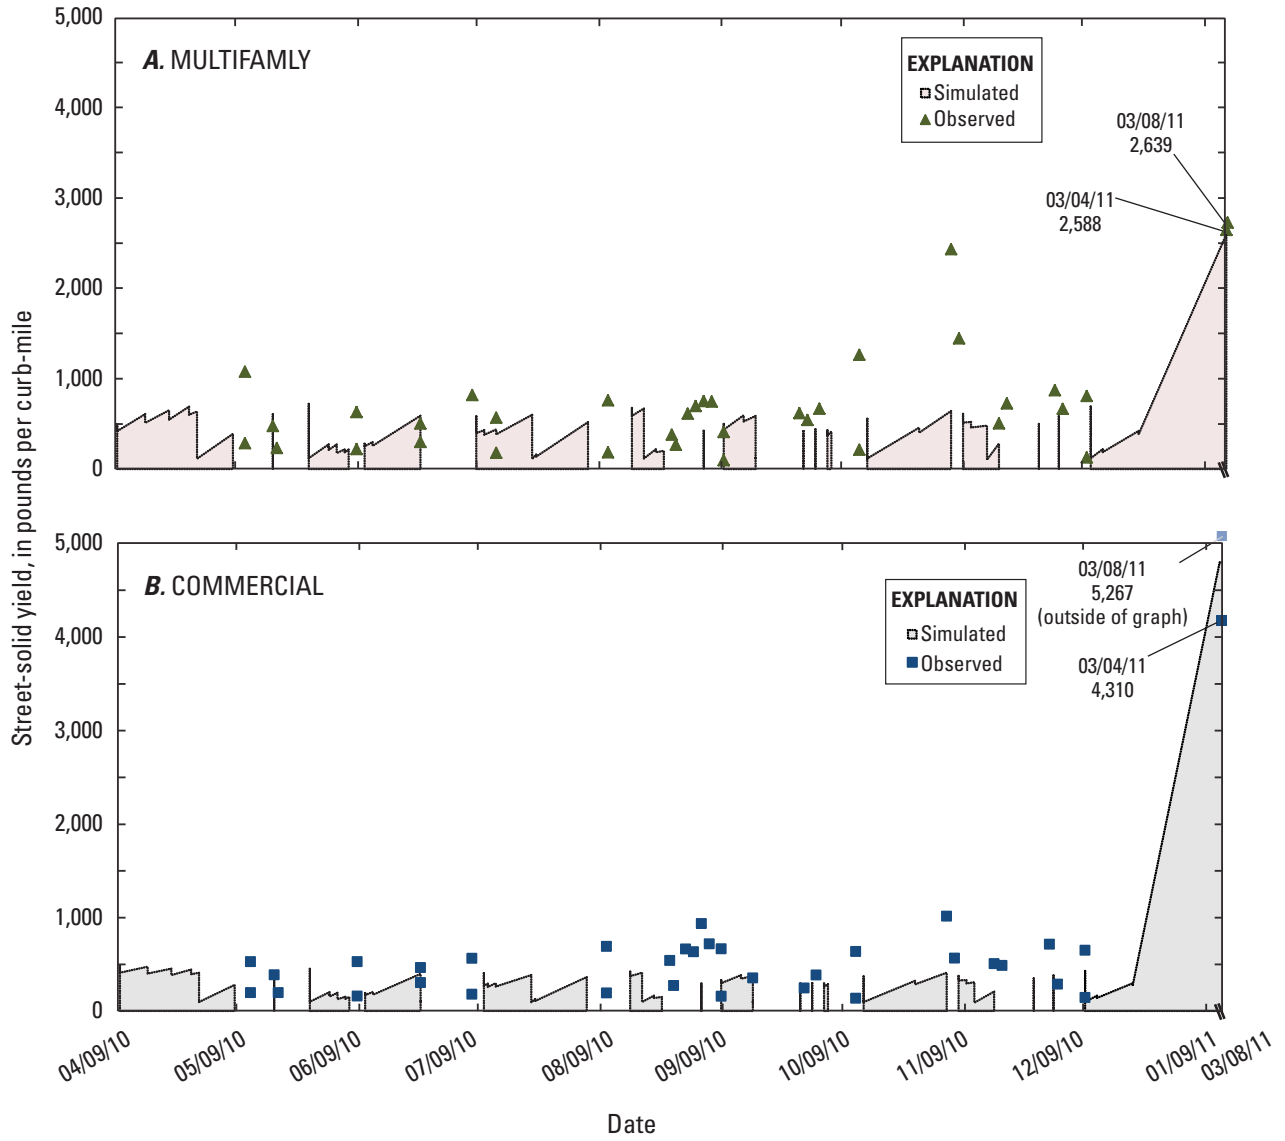 Street-solid yield, in pounds per curb-mile
5,000
4,000
3,000
2,000
1,000
0
A. MULTIFAMLY
EXPLANATION
Simulated
Observed
03/08/11
2,639
03/04/11
2,588
5,000
4,000
3,000
2,000
1,000
0
B. COMMERCIAL
EXPLANATION
Simulated
Observed
03/08/11
5,267
(outside of graph)
03/04/11
4,310
04/09/10
05/09/10
06/09/10
07/09/10
08/09/10
09/09/10
10/09/10
11/09/10
12/09/10
01/09/11
03/08/11
Date